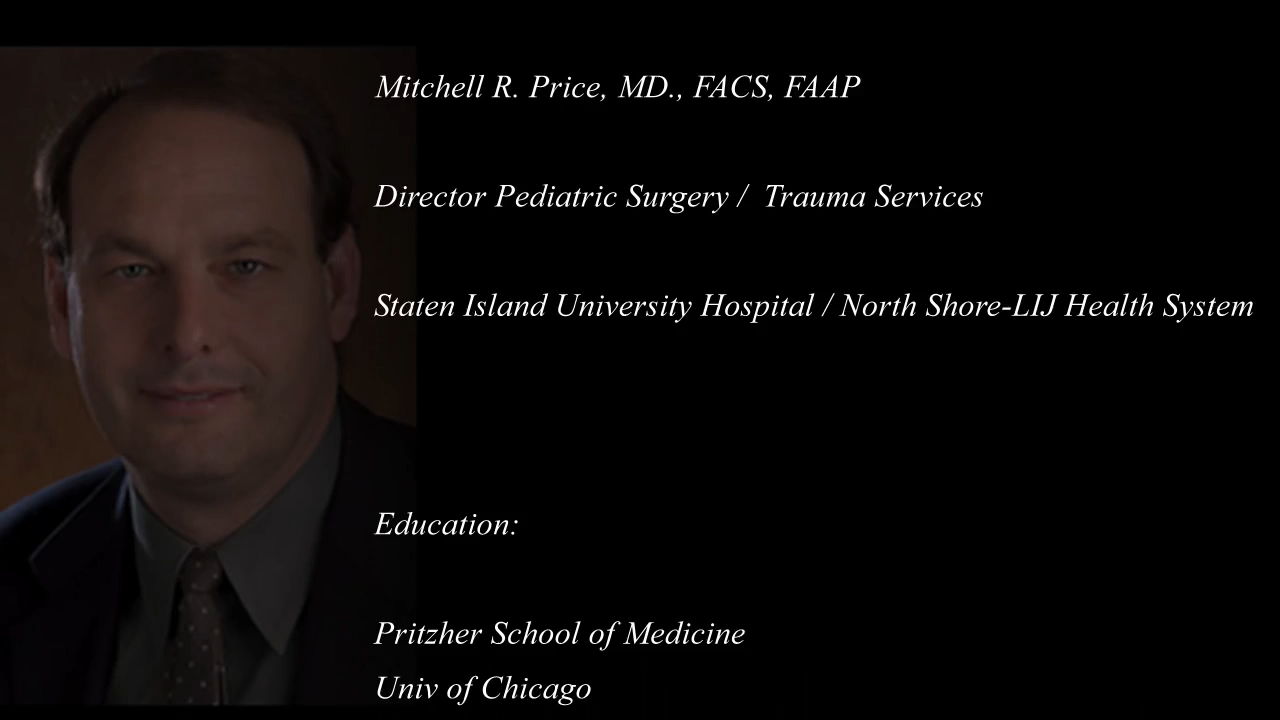 Mitchell R. Price, MD., FACS, FAAP
Director Pediatric Surgery / Trauma Services
Staten Island University Hospital / North Shore-LIJ Health System
Education:
Pritzher School of Medicine
Univ of Chicago